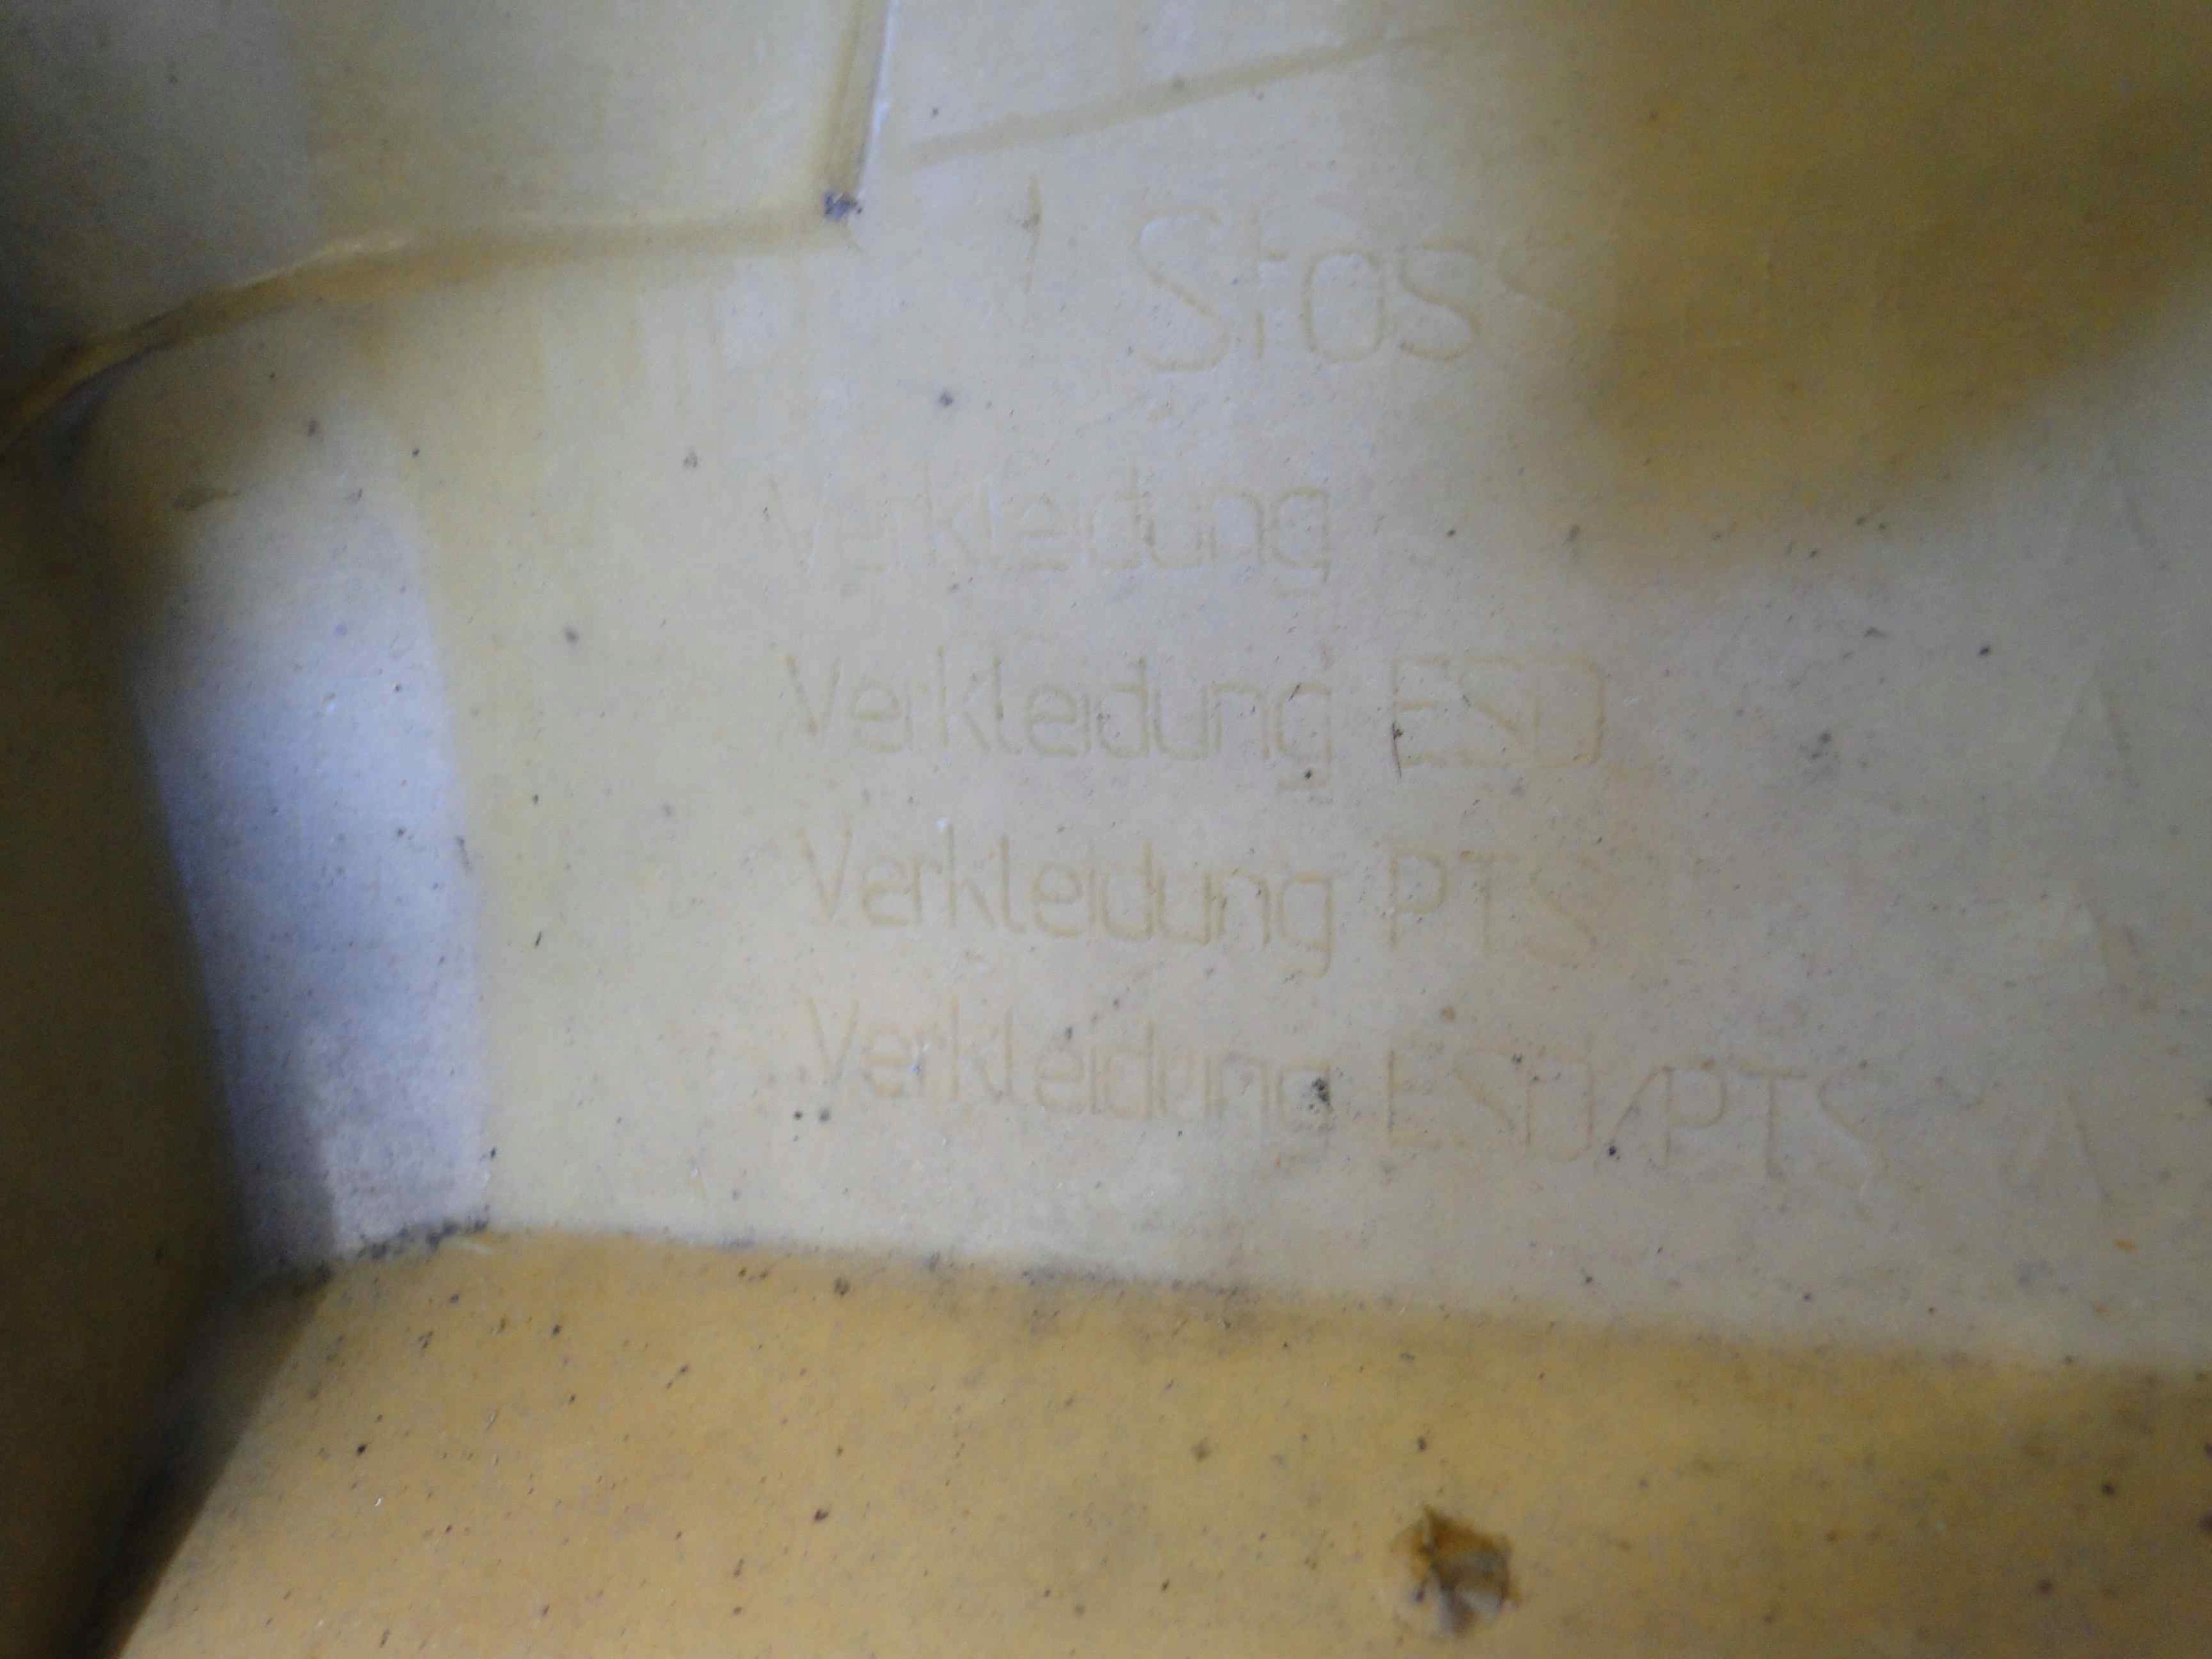 Stoss
Verkleidung
Verkleidung ESD
Verkleidung PTS
Verkleidung ESD/PTS